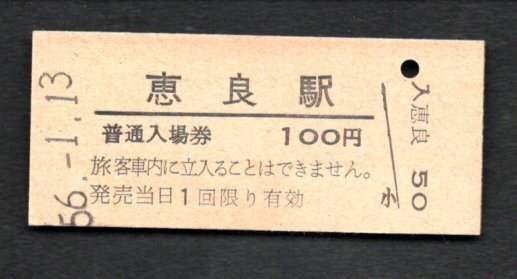 56.-1.13
恵良駅
普通入場券 100円
旅客車内に立入ることはできません。
発売当日1回限り有効
入恵良
小 50